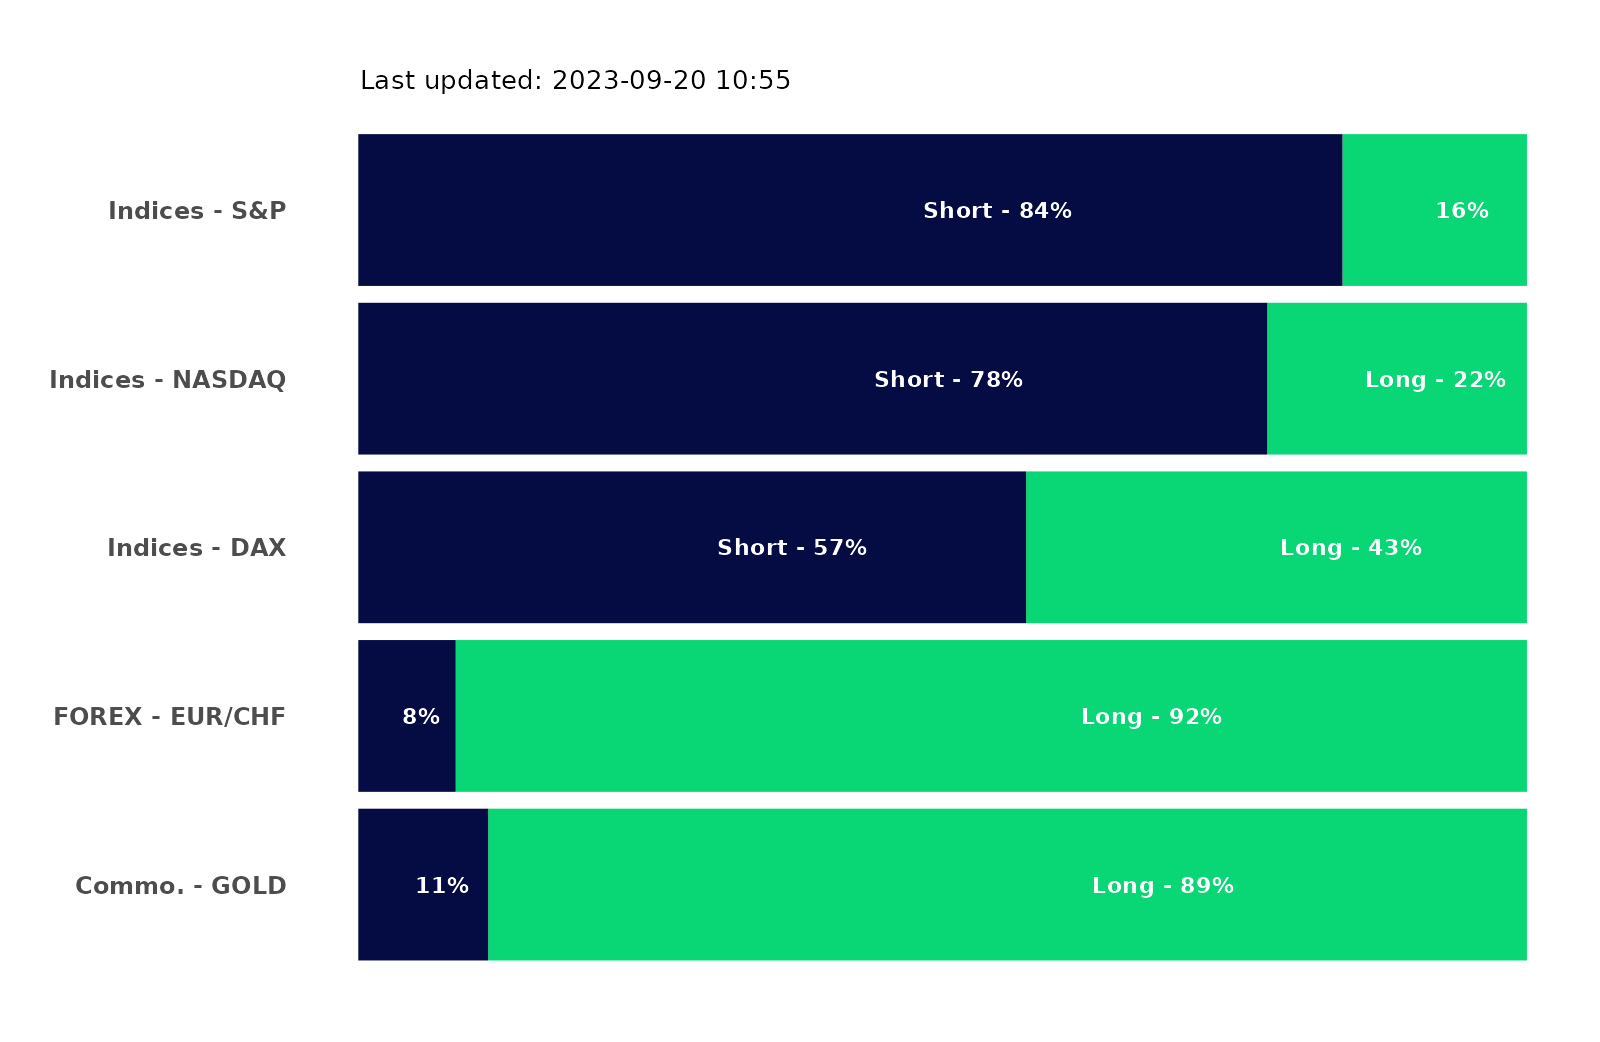 Last updated: 2023-09-20 10:55
Indices - S&P Short - 84% 16%
Indices - NASDAQ Short - 78% Long - 22%
Indices - DAX Short - 57% Long - 43%
FOREX - EUR/CHF 8% Long - 92%
Commo. - GOLD 11% Long - 89%